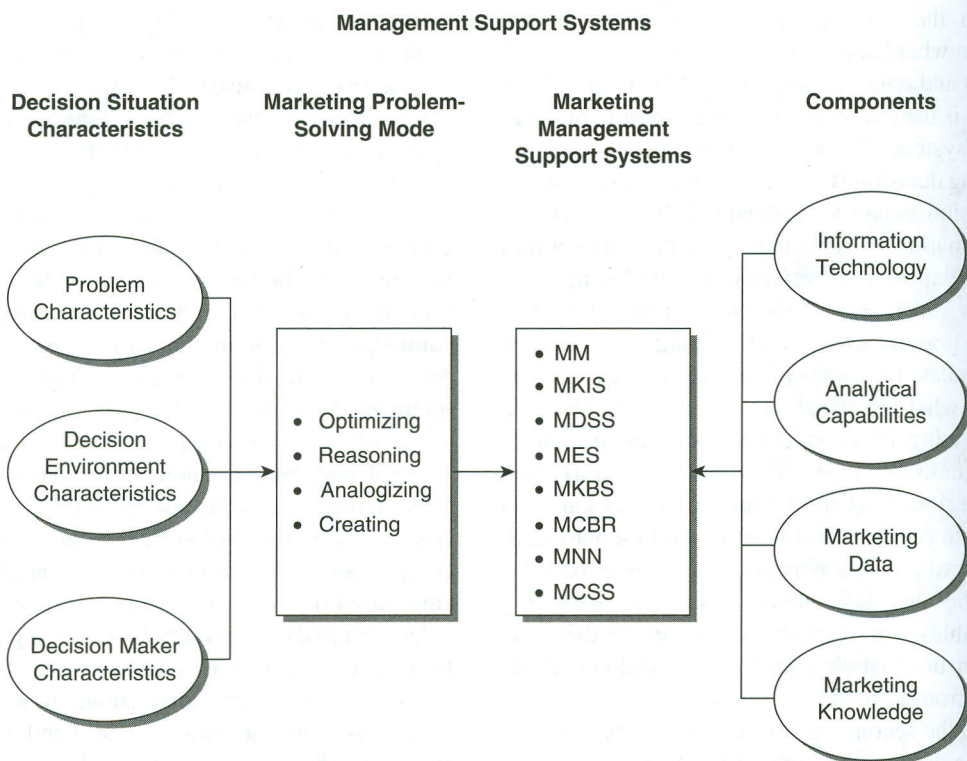 Management Support Systems
Decision Situation
Characteristics
Marketing Problem-
Solving Mode
Marketing
Management
Support Systems
Components
Problem
Characteristics
Decision
Environment
Characteristics
Decision Maker
Characteristics
• Optimizing
• Reasoning
• Analogizing
• Creating
• MM
• MKIS
• MDSS
• MES
• MKBS
• MCBR
• MNN
• MCSS
Information
Technology
Analytical
Capabilities
Marketing
Data
Marketing
Knowledge